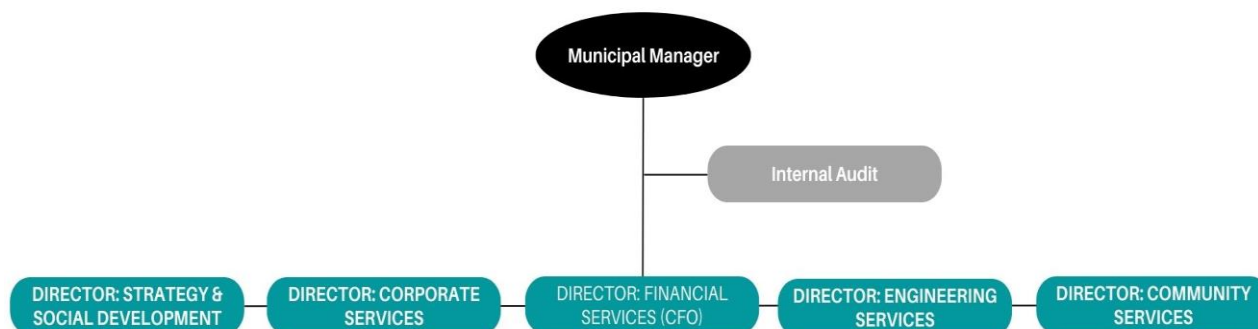 Municipal Manager
Internal Audit
DIRECTOR: STRATEGY &
SOCIAL DEVELOPMENT
DIRECTOR: CORPORATE
SERVICES
DIRECTOR: FINANCIAL
SERVICES (CFO)
DIRECTOR: ENGINEERING
SERVICES
DIRECTOR: COMMUNITY
SERVICES